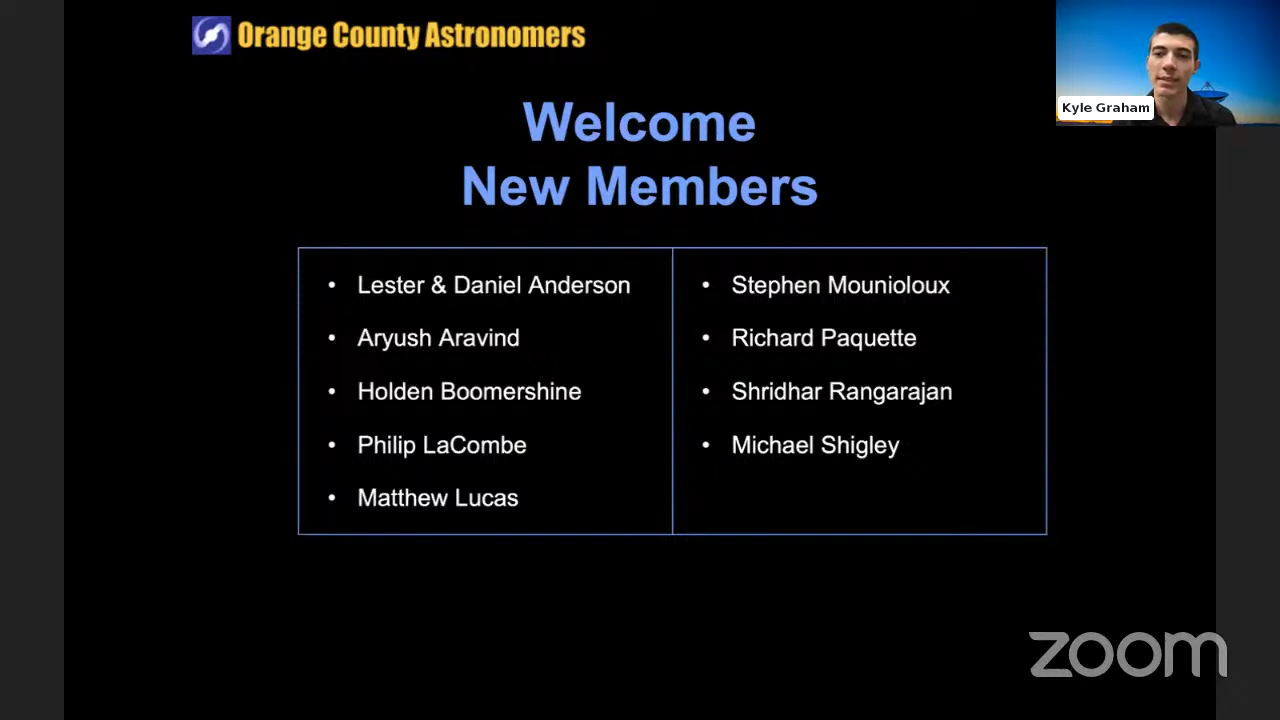 Orange County Astronomers
Kyle Graham
Welcome
New Members
• Lester & Daniel Anderson
• Aryush Aravind
• Holden Boomershine
• Philip LaCombe
• Matthew Lucas
• Stephen Mounioloux
• Richard Paquette
• Shridhar Rangarajan
• Michael Shigley
zoom